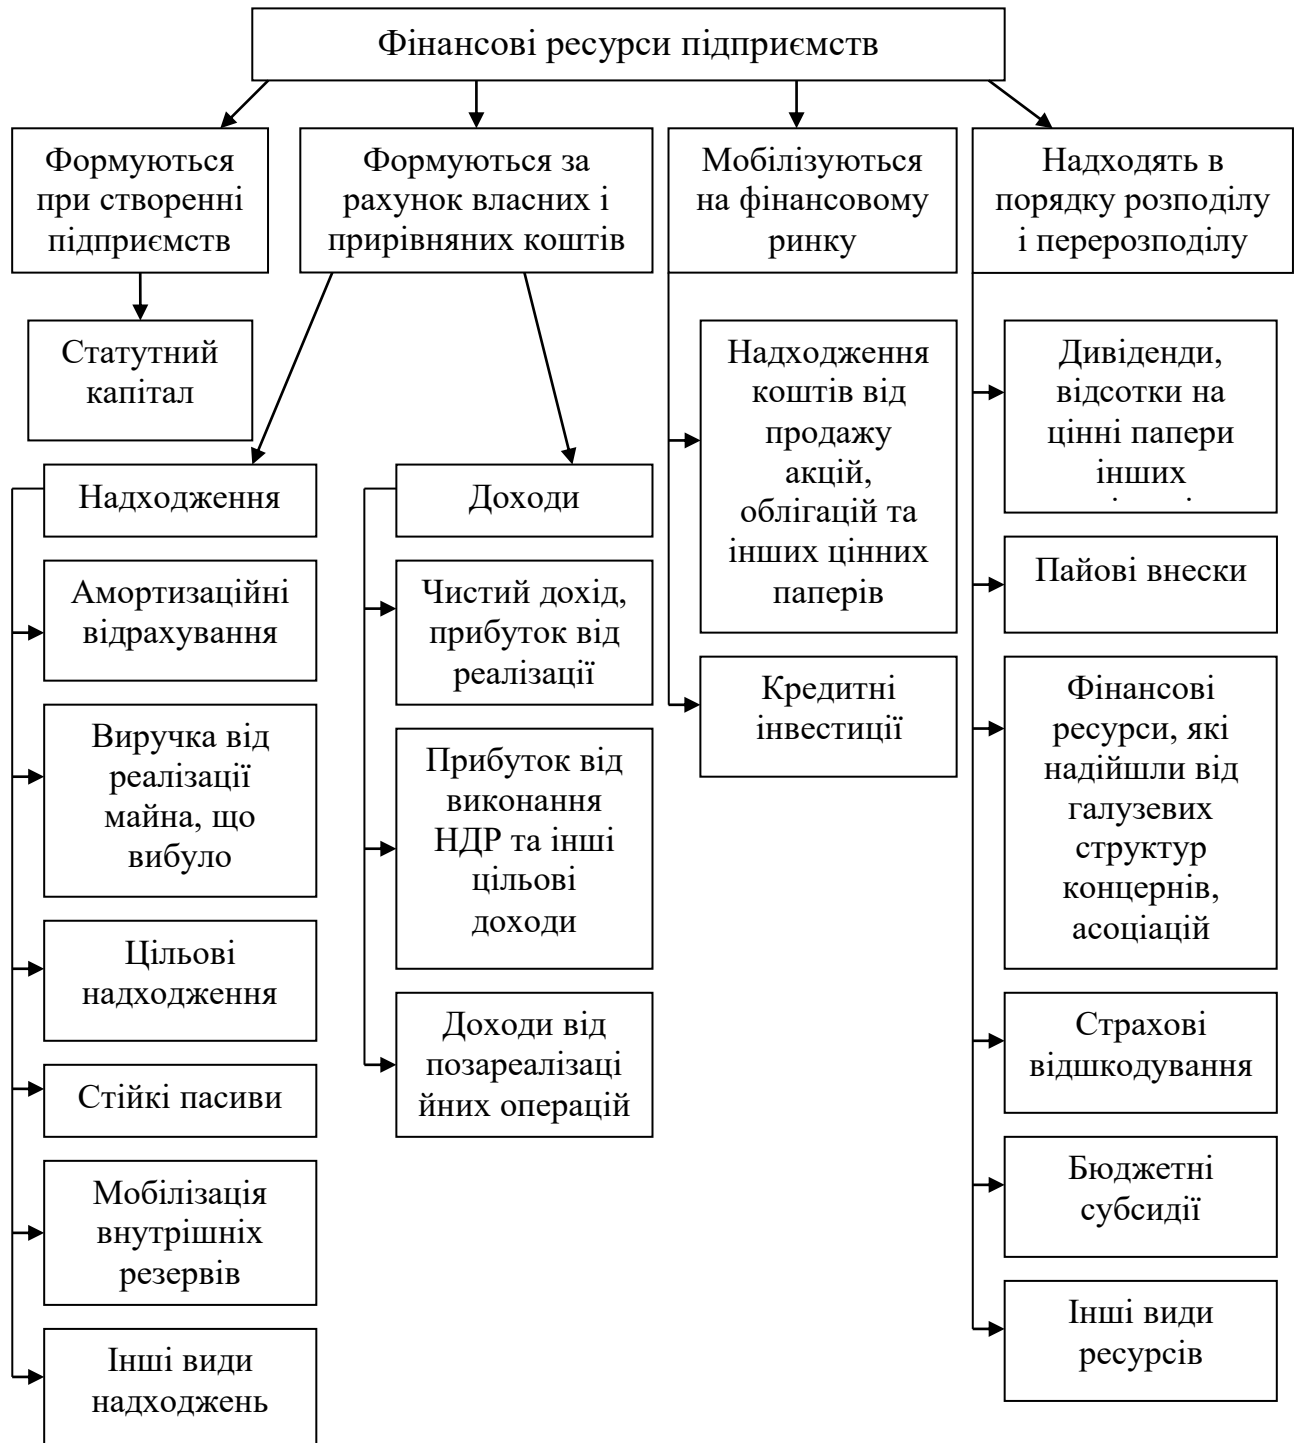 Фінансові ресурси підприємств
Формуються
при створенні
підприємств
Формуються за
рахунок власних і
прирівняних коштів
Мобілізуються
на фінансовому
ринку
Надходять в
порядку розподілу
і перерозподілу
Статутний
капітал
Надходження
Амортизаційні
відрахування
Виручка від
реалізації
майна, що
вибуло
Цільові
надходження
Стійкі пасиви
Мобілізація
внутрішніх
резервів
Інші види
надходжень
Доходи
Чистий дохід,
прибуток від
реалізації
Прибуток від
виконання
НДР та інші
цільові
доходи
Доходи від
позареалізаці
йних операцій
Надходження
коштів від
продажу
акцій,
облігацій та
інших цінних
паперів
Кредитні
інвестиції
Дивіденди,
відсотки на
цінні папери
інших
Пайові внески
Фінансові
ресурси, які
надійшли від
галузевих
структур
концернів,
асоціацій
Страхові
відшкодування
Бюджетні
субсидії
Інші види
ресурсів